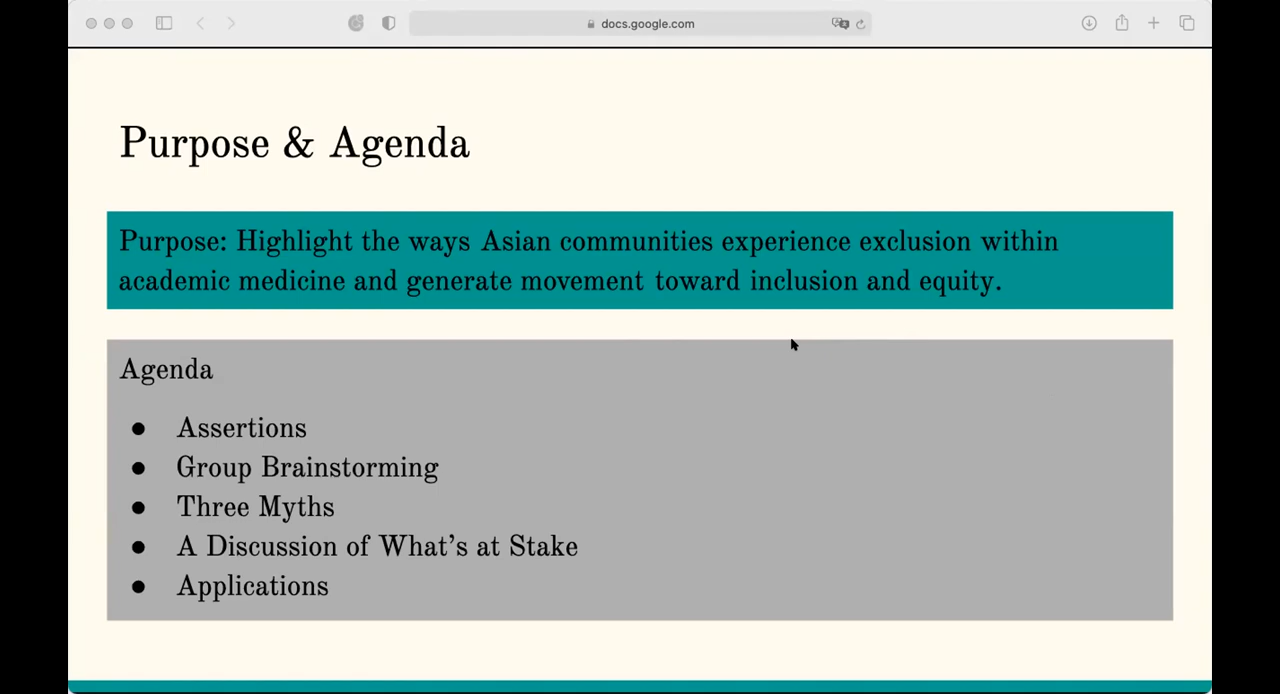 docs.google.com
Purpose & Agenda
Purpose: Highlight the ways Asian communities experience exclusion within
academic medicine and generate movement toward inclusion and equity.
Agenda
● Assertions
● Group Brainstorming
● Three Myths
● A Discussion of What’s at Stake
● Applications